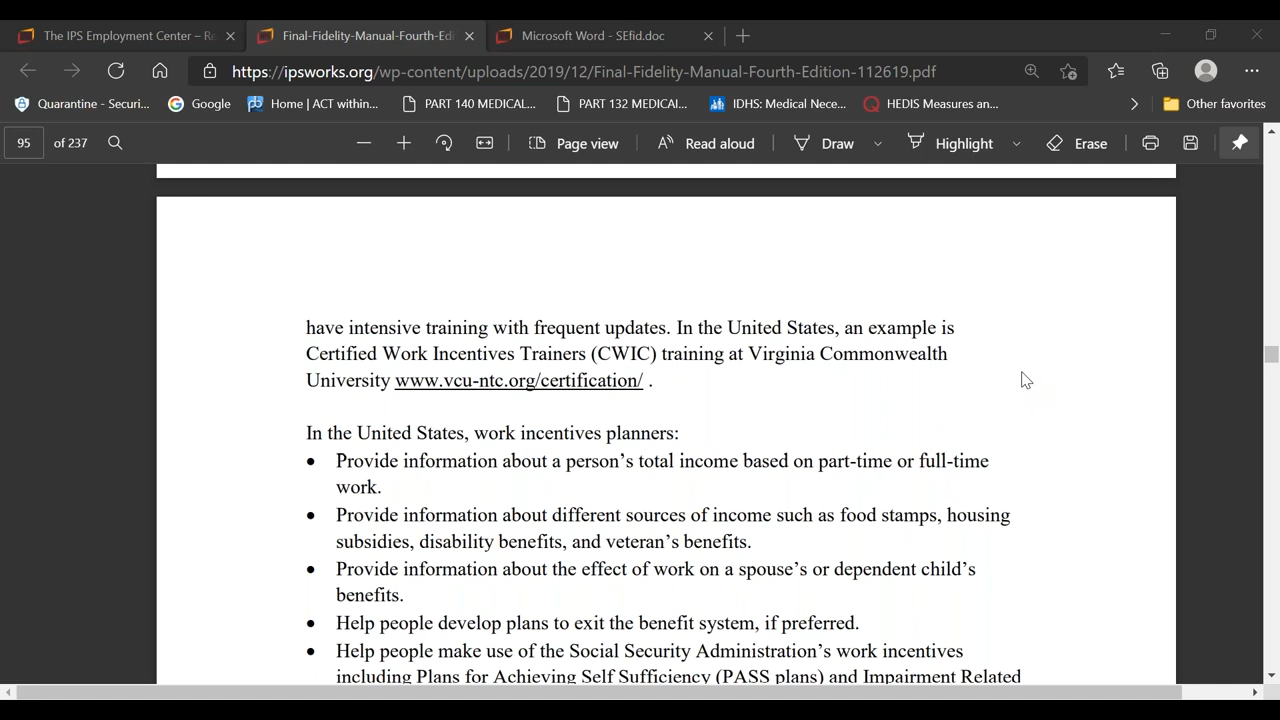 The IPS Employment Center – Re
Final-Fidelity-Manual-Fourth-Edi
Microsoft Word - SEfid.doc
https://ipsworks.org/wp-content/uploads/2019/12/Final-Fidelity-Manual-Fourth-Edition-112619.pdf
Quarantine - Securi...
Google
Home | ACT within...
PART 140 MEDICAL...
PART 132 MEDICAl...
IDHS: Medical Nece...
HEDIS Measures an...
Other favorites
95 of 237
Page view
Read aloud
Draw
Highlight
Erase
have intensive training with frequent updates. In the United States, an example is
Certified Work Incentives Trainers (CWIC) training at Virginia Commonwealth
University www.vcu-ntc.org/certification/ .
In the United States, work incentives planners:
• Provide information about a person’s total income based on part-time or full-time
work.
• Provide information about different sources of income such as food stamps, housing
subsidies, disability benefits, and veteran’s benefits.
• Provide information about the effect of work on a spouse’s or dependent child’s
benefits.
• Help people develop plans to exit the benefit system, if preferred.
• Help people make use of the Social Security Administration’s work incentives
including Plans for Achieving Self Sufficiency (PASS plans) and Impairment Related